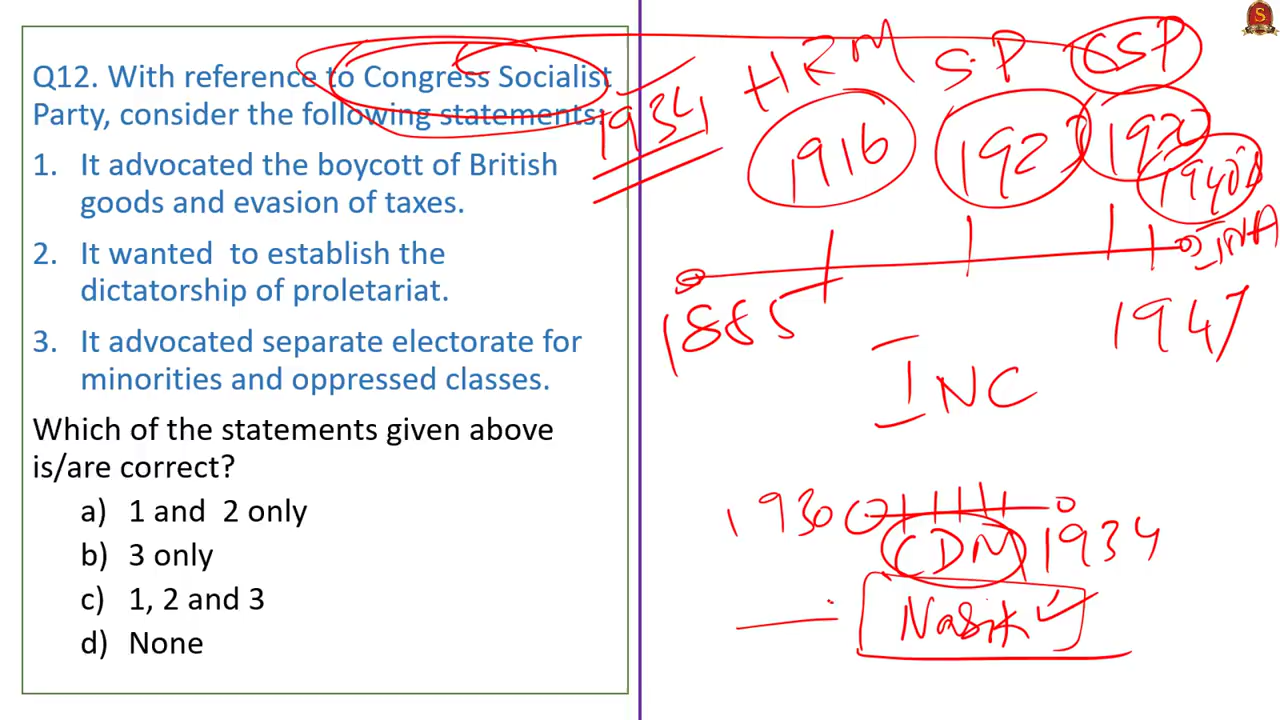 Q12. With reference to Congress Socialist
Party, consider the following statements:
1. It advocated the boycott of British
goods and evasion of taxes.
2. It wanted to establish the
dictatorship of proletariat.
3. It advocated separate electorate for
minorities and oppressed classes.
Which of the statements given above
is/are correct?
a) 1 and 2 only
b) 3 only
c) 1, 2 and 3
d) None
1934
HRM
S.P
CSP
1916
192
1940s
INA
1885
1947
INC
1930
CDM
1934
Nasik